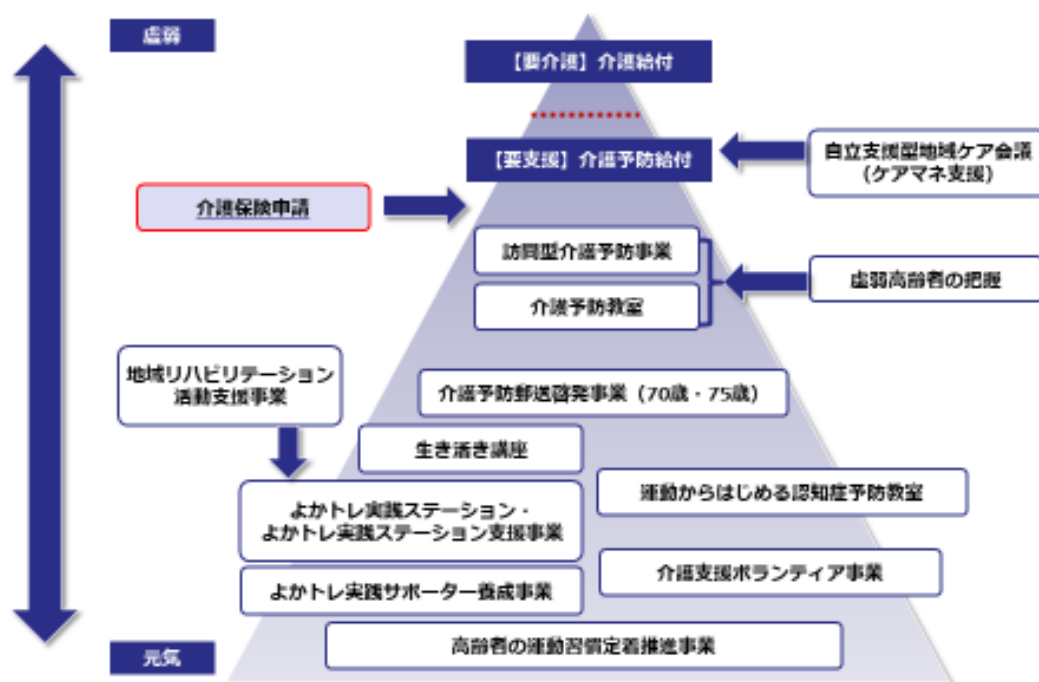 虚弱
【要介護】介護給付
【要支援】介護予防給付
自立支援型地域ケア会議
(ケアマネ支援)
介護保険申請
訪問型介護予防事業
虚弱高齢者の把握
介護予防教室
地域リハビリテーション
活動支援事業
介護予防郵送啓発事業（70歳・75歳）
生き活き講座
運動からはじめる認知症予防教室
よかトレ実践ステーション・
よかトレ実践ステーション支援事業
介護支援ボランティア事業
よかトレ実践サポーター養成事業
高齢者の運動習慣定着推進事業
元気